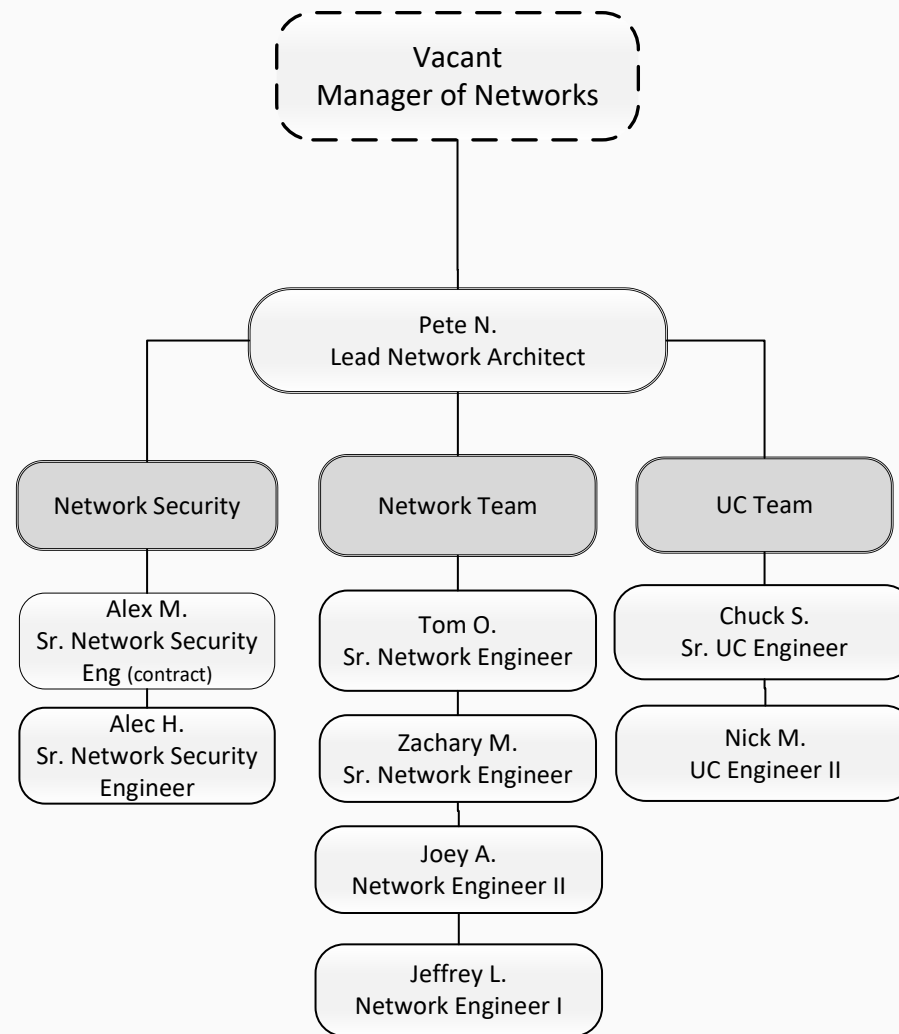 Vacant
Manager of Networks
Pete N.
Lead Network Architect
Network Security
Network Team
UC Team
Alex M.
Sr. Network Security
Eng (contract)
Alec H.
Sr. Network Security
Engineer
Tom O.
Sr. Network Engineer
Zachary M.
Sr. Network Engineer
Joey A.
Network Engineer II
Jeffrey L.
Network Engineer I
Chuck S.
Sr. UC Engineer
Nick M.
UC Engineer II